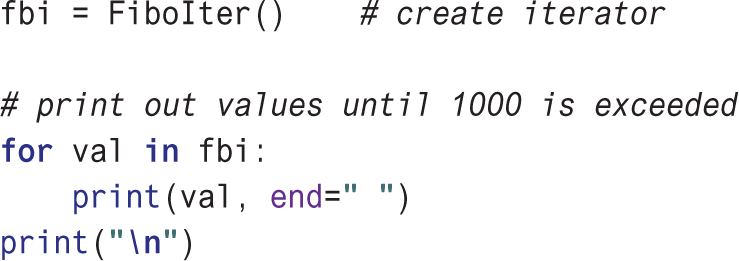 fbi = FiboIter()    # create iterator
# print out values until 1000 is exceeded
for val in fbi:
    print(val, end=" ")
print("\n")